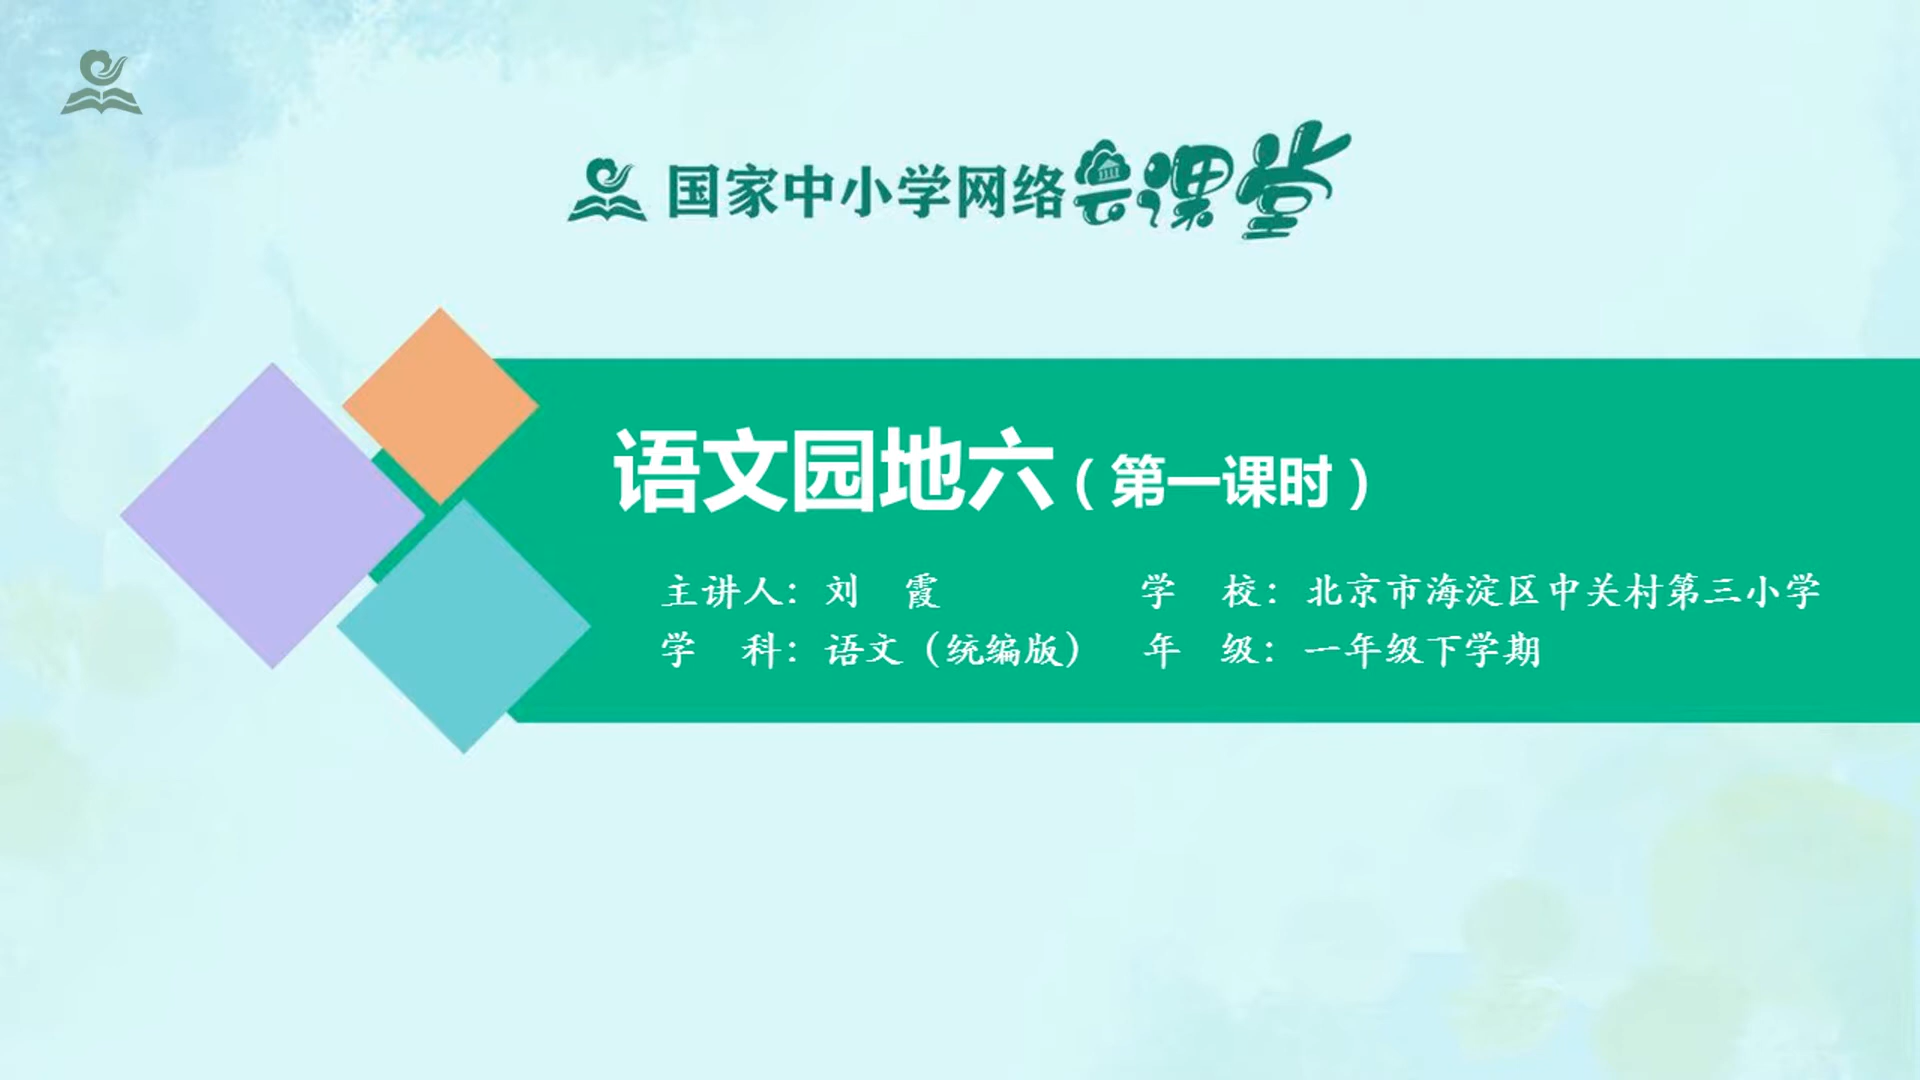 国家中小学网络云课堂
语文园地六（第一课时）
主讲人：刘 霞 学 校：北京市海淀区中关村第三小学
学 科：语文（统编版） 年 级：一年级下学期